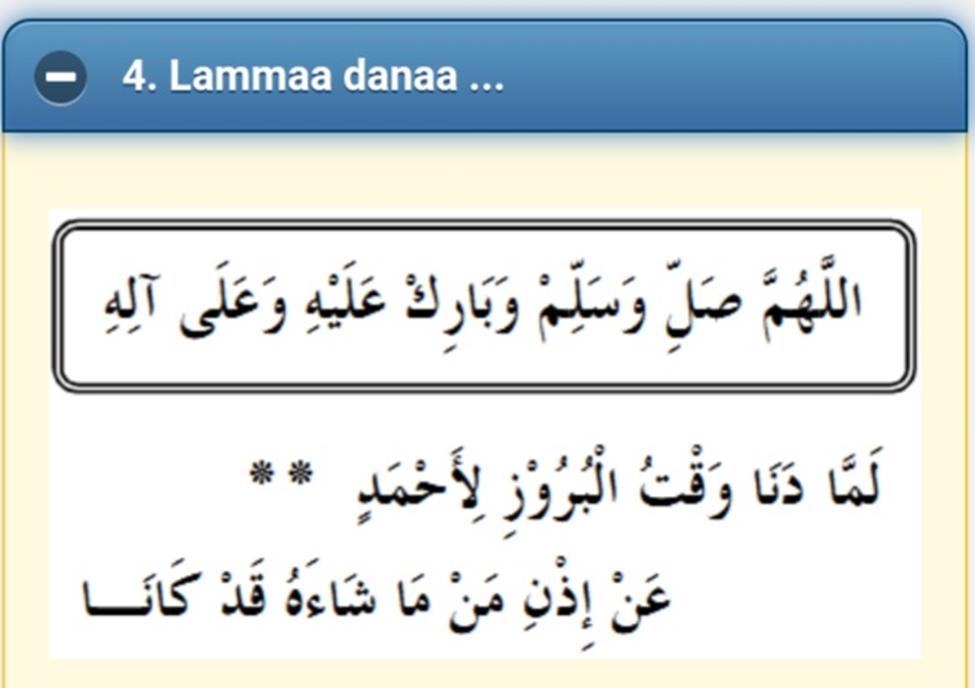 4. Lammaa danaa ...
اللَّهُمَّ صَلِّ وَسَلِّمْ وَبَارِكْ عَلَيْهِ وَعَلَى آلِهِ
لَمَّا دَنَا وَقْتُ الْبُرُوْزِ لِأَحْمَدٍ **
عَنْ إِذْنِ مَنْ مَا شَاءَهُ قَدْ كَانَـــا